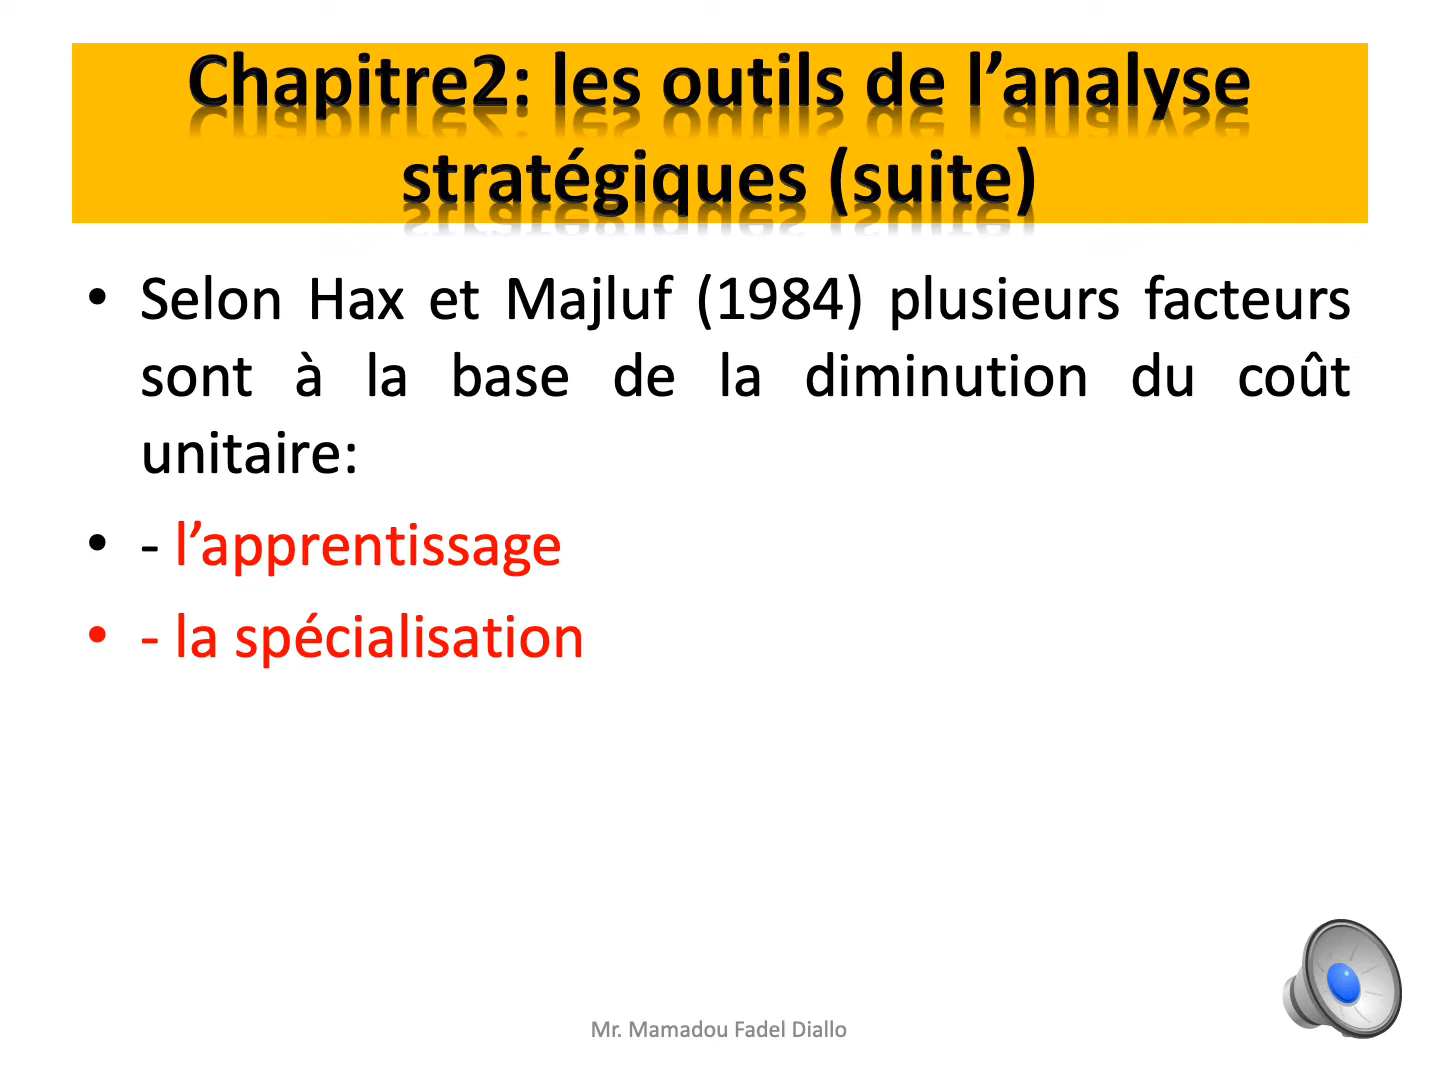 Chapitre2: les outils de l’analyse
stratégiques (suite)
• Selon Hax et Majluf (1984) plusieurs facteurs
sont à la base de la diminution du coût
unitaire:
• - l’apprentissage
• - la spécialisation
Mr. Mamadou Fadel Diallo